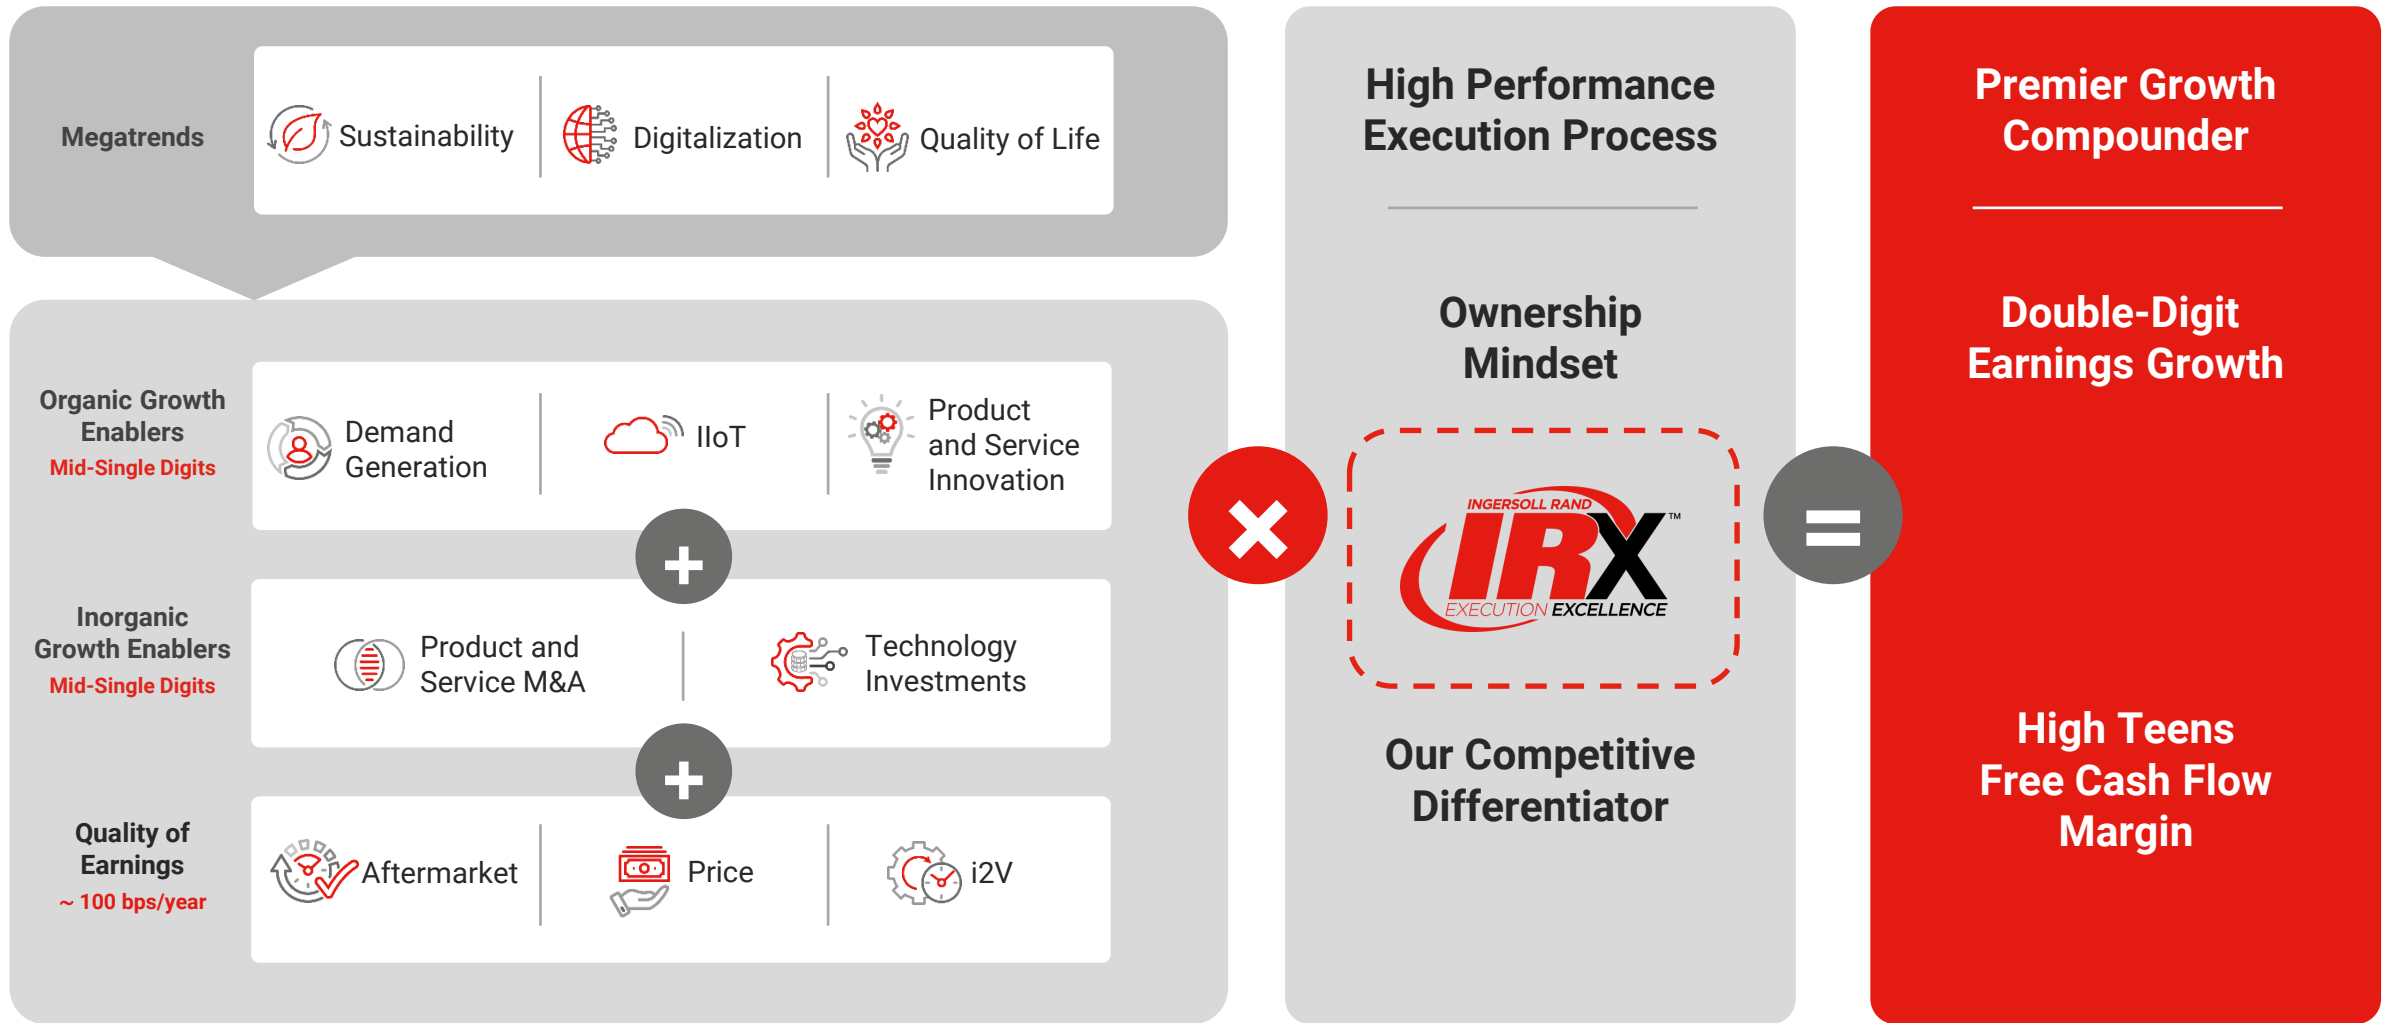 Megatrends
Sustainability
Digitalization
Quality of Life
Organic Growth
Enablers
Mid-Single Digits
Demand
Generation
IIoT
Product
and Service
Innovation
+
Inorganic
Growth Enablers
Mid-Single Digits
Product and
Service M&A
Technology
Investments
+
Quality of
Earnings
~ 100 bps/year
Aftermarket
Price
i2V
×
High Performance
Execution Process
Ownership
Mindset
INGERSOLL RAND
IRX™
EXECUTION EXCELLENCE
Our Competitive
Differentiator
=
Premier Growth
Compounder
Double-Digit
Earnings Growth
High Teens
Free Cash Flow
Margin